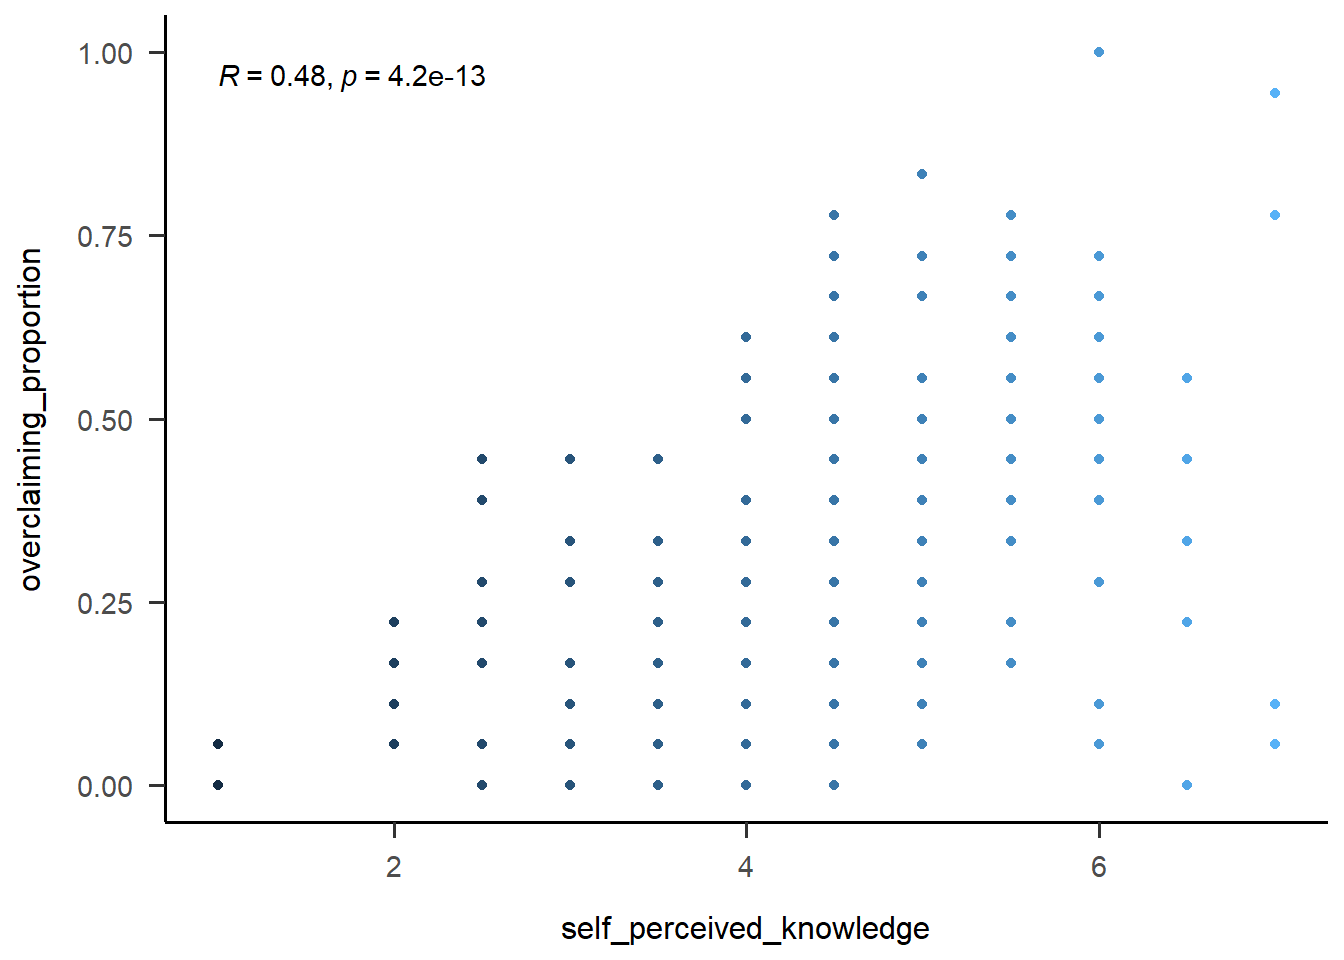 R = 0.48, p = 4.2e-13
1.00
0.75
0.50
0.25
0.00
overclaiming_proportion
2 4 6
self_perceived_knowledge